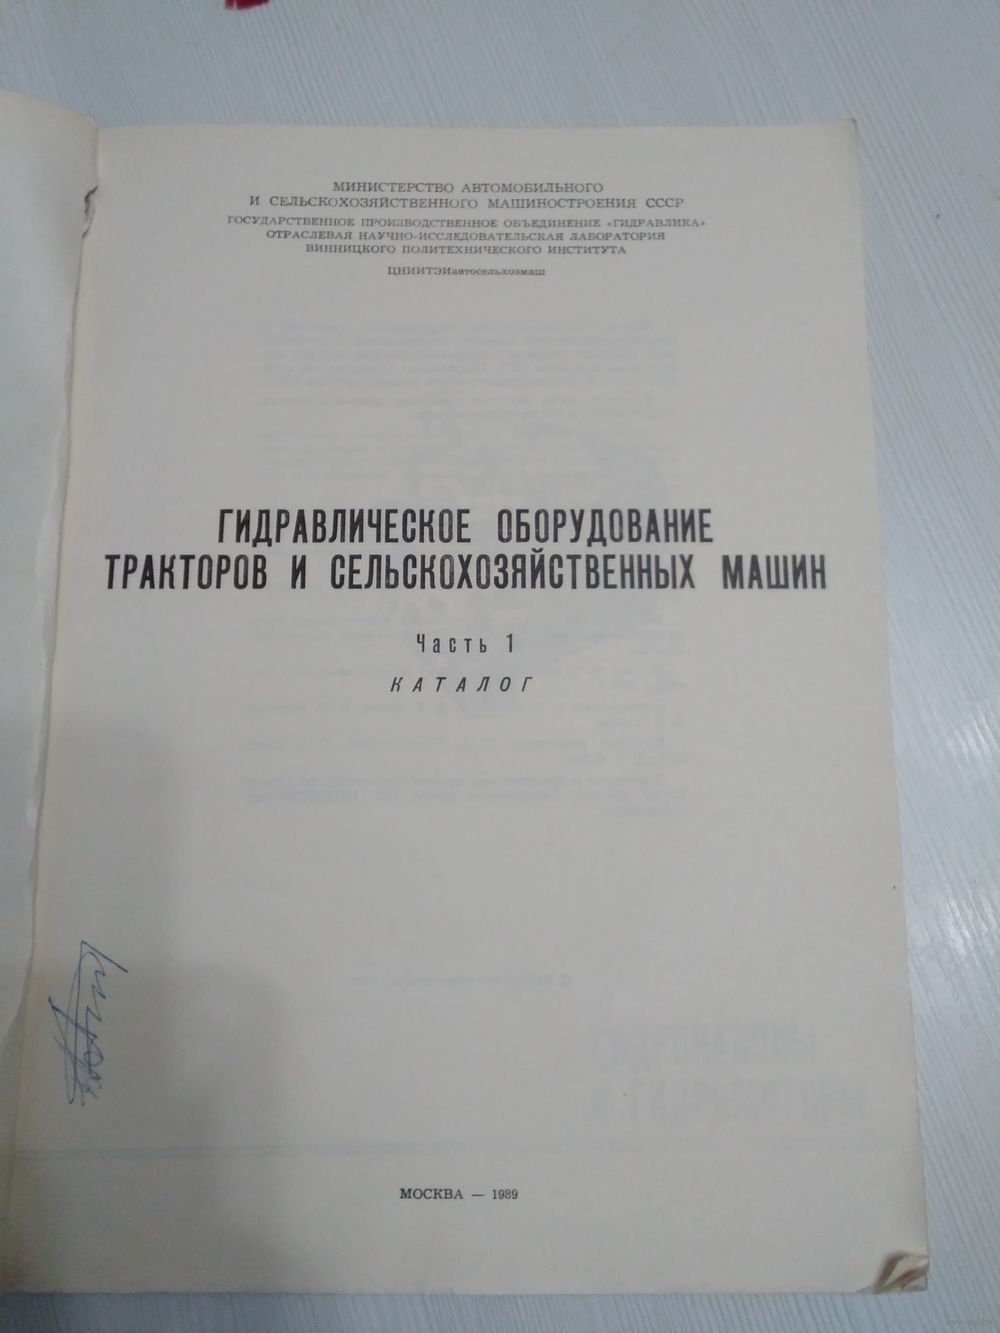 МИНИСТЕРСТВО АВТОМОБИЛЬНОГО
И СЕЛЬСКОХОЗЯЙСТВЕННОГО МАШИНОСТРОЕНИЯ СССР
ГОСУДАРСТВЕННОЕ ПРОИЗВОДСТВЕННОЕ ОБЪЕДИНЕНИЕ «ГИДРАВЛИКА»
ОТРАСЛЕВАЯ НАУЧНО-ИССЛЕДОВАТЕЛЬСКАЯ ЛАБОРАТОРИЯ
ВИННИЦКОГО ПОЛИТЕХНИЧЕСКОГО ИНСТИТУТА
ЦНИИТЭИавтосельхозмаш
ГИДРАВЛИЧЕСКОЕ ОБОРУДОВАНИЕ
ТРАКТОРОВ И СЕЛЬСКОХОЗЯЙСТВЕННЫХ МАШИН
Часть 1
КАТАЛОГ
МОСКВА — 1989